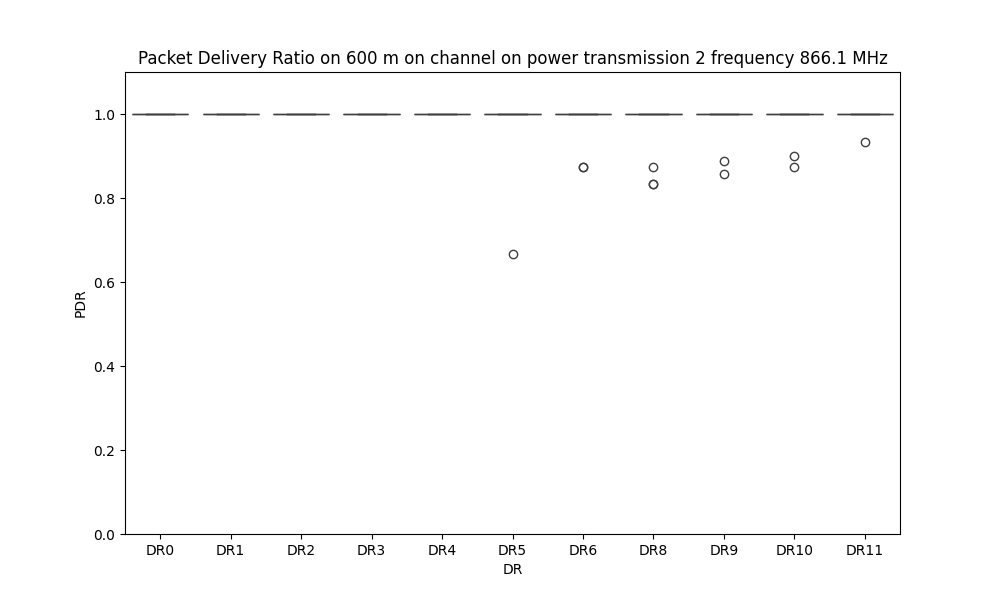 Packet Delivery Ratio on 600 m on channel on power transmission 2 frequency 866.1 MHz
1.0
0.8
0.6
0.4
0.2
0.0
PDR
DR0 DR1 DR2 DR3 DR4 DR5 DR6 DR8 DR9 DR10 DR11
DR